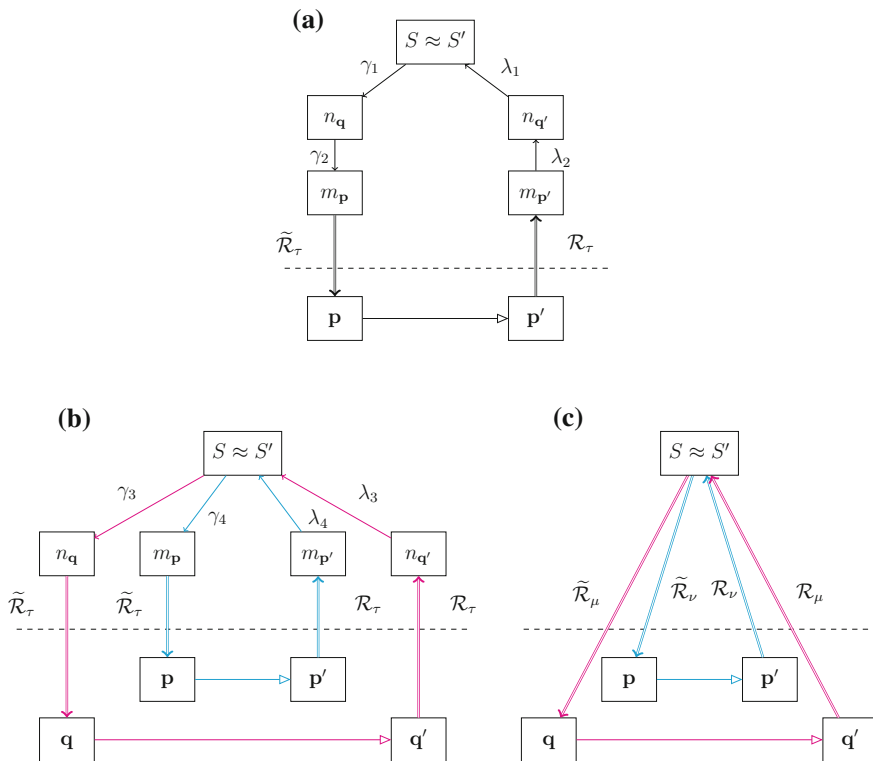 (a)
S ≈ S′
γ₁ λ₁
n_q n_q′
γ₂ λ₂
m_p m_p′
R̃_τ R_τ
p p′
(b)
S ≈ S′
γ₃ λ₃
γ₄ λ₄
n_q m_p m_p′ n_q′
R̃_τ R̃_τ R_τ R_τ
p p′
q q′
(c)
S ≈ S′
R̃_μ R̃_ν R_ν R_μ
p p′
q q′